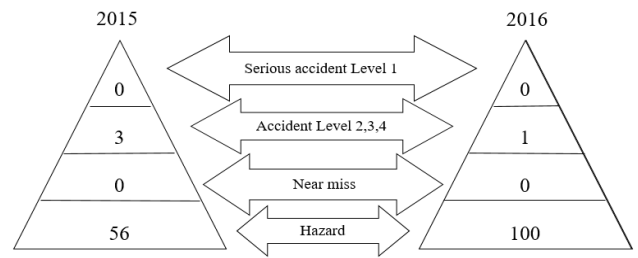 2015
2016
Serious accident Level 1
0
0
Accident Level 2,3,4
3
1
Near miss
0
0
Hazard
56
100